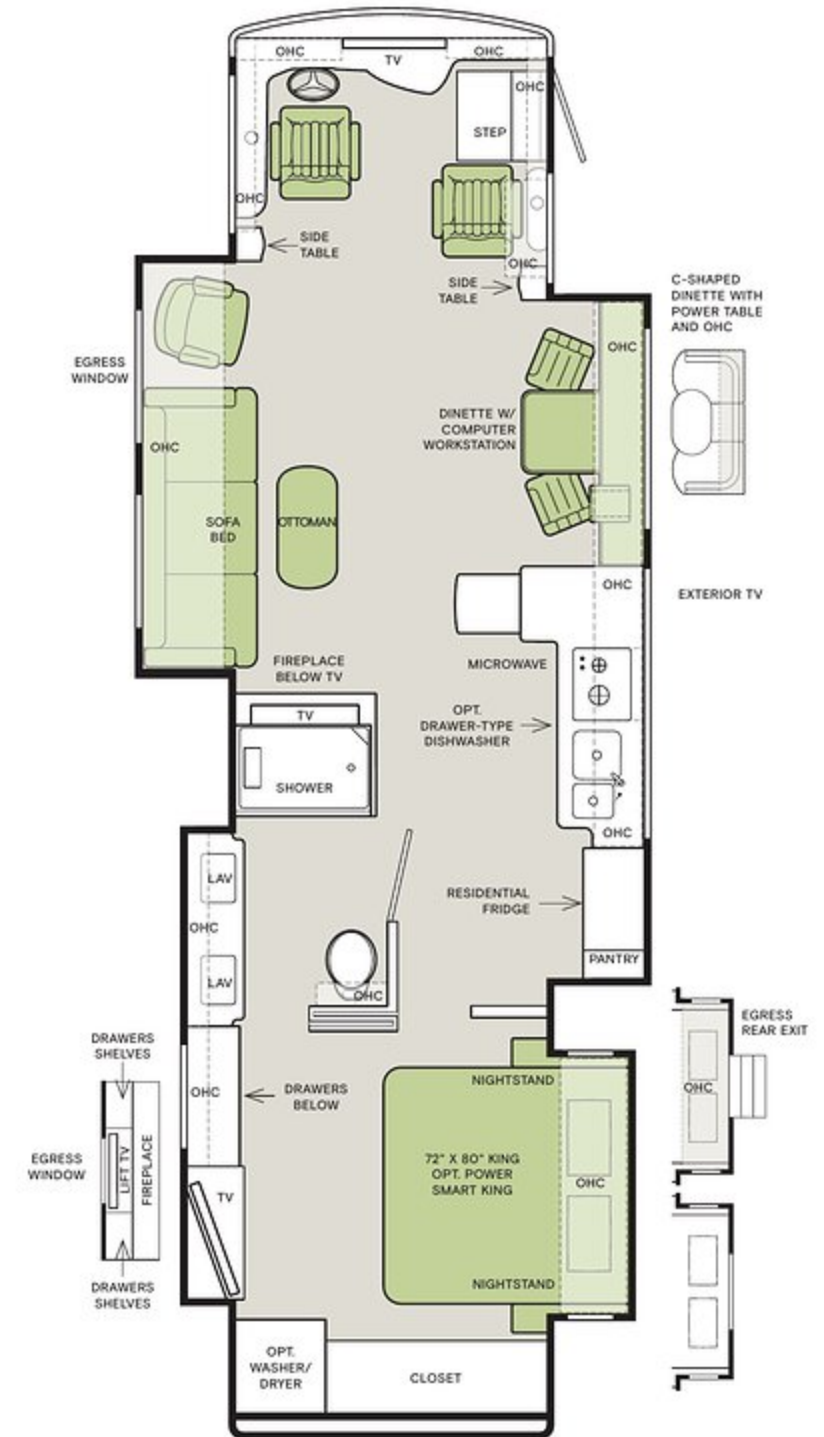 OHC
TV
OHC
OHC
STEP
OHC
SIDE
TABLE
OHC
SIDE
TABLE
C-SHAPED
DINETTE WITH
POWER TABLE
AND OHC
EGRESS
WINDOW
OHC
DINETTE W/
COMPUTER
WORKSTATION
OHC
SOFA
BED
OTTOMAN
OHC
EXTERIOR TV
FIREPLACE
BELOW TV
MICROWAVE
TV
OPT.
DRAWER-TYPE
DISHWASHER
SHOWER
OHC
LAV
RESIDENTIAL
FRIDGE
OHC
PANTRY
LAV
OHC
EGRESS
REAR EXIT
DRAWERS
SHELVES
OHC
DRAWERS
BELOW
NIGHTSTAND
OHC
EGRESS
WINDOW
LIFT TV
FIREPLACE
72" X 80" KING
OPT. POWER
SMART KING
OHC
TV
DRAWERS
SHELVES
NIGHTSTAND
OPT.
WASHER/
DRYER
CLOSET